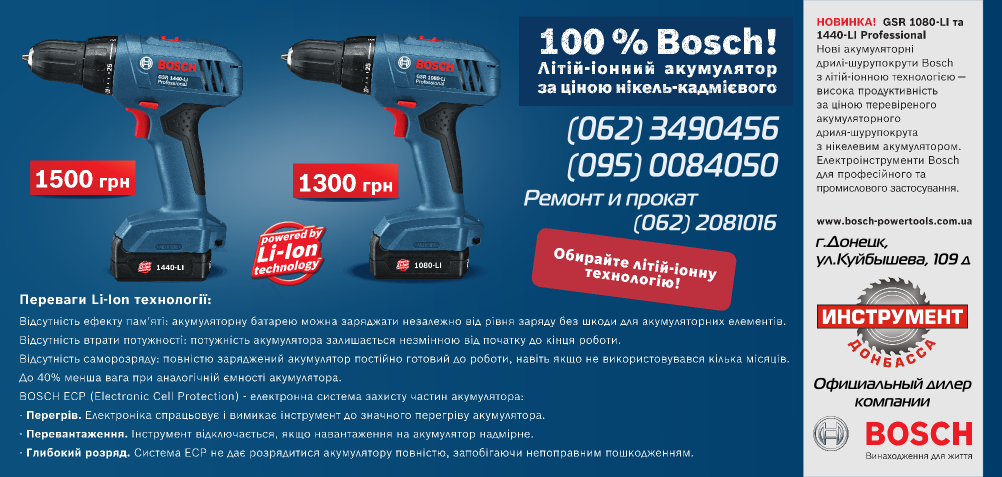 BOSCH
GSR 1440-LI
Professional
1500 грн
1440-LI
BOSCH
GSR 1080-LI
Professional
1300 грн
1080-LI
powered by
Li-Ion
technology
100 % Bosch!
Літій-іонний акумулятор
за ціною нікель-кадмієвого
(062) 3490456
(095) 0084050
Ремонт и прокат
(062) 2081016
Обирайте літій-іонну
технологію!
Переваги Li-Ion технології:
Відсутність ефекту пам'яті: акумуляторну батарею можна заряджати незалежно від рівня заряду без шкоди для акумуляторних елементів.
Відсутність втрати потужності: потужність акумулятора залишається незмінною від початку до кінця роботи.
Відсутність саморозряду: повністю заряджений акумулятор постійно готовий до роботи, навіть якщо не використовувався кілька місяців.
До 40% менша вага при аналогічній ємності акумулятора.
BOSCH ECP (Electronic Cell Protection) - електронна система захисту частин акумулятора:
· Перегрів. Електроніка спрацьовує і вимикає інструмент до значного перегріву акумулятора.
· Перевантаження. Інструмент відключається, якщо навантаження на акумулятор надмірне.
· Глибокий розряд. Система ECP не дає розрядитися акумулятору повністю, запобігаючи непоправним пошкодженням.
НОВИНКА! GSR 1080-LI та
1440-LI Professional
Нові акумуляторні
дрилі-шурупокрути Bosch
з літій-іонною технологією —
висока продуктивність
за ціною перевіреного
акумуляторного
дриля-шурупокрута
з нікелевим акумулятором.
Електроінструменти Bosch
для професійного та
промислового застосування.
www.bosch-powertools.com.ua
г.Донецк,
ул.Куйбышева, 109 д
ИНСТРУМЕНТ
ДОНБАССА
Официальный дилер
компании
BOSCH
Винаходження для життя